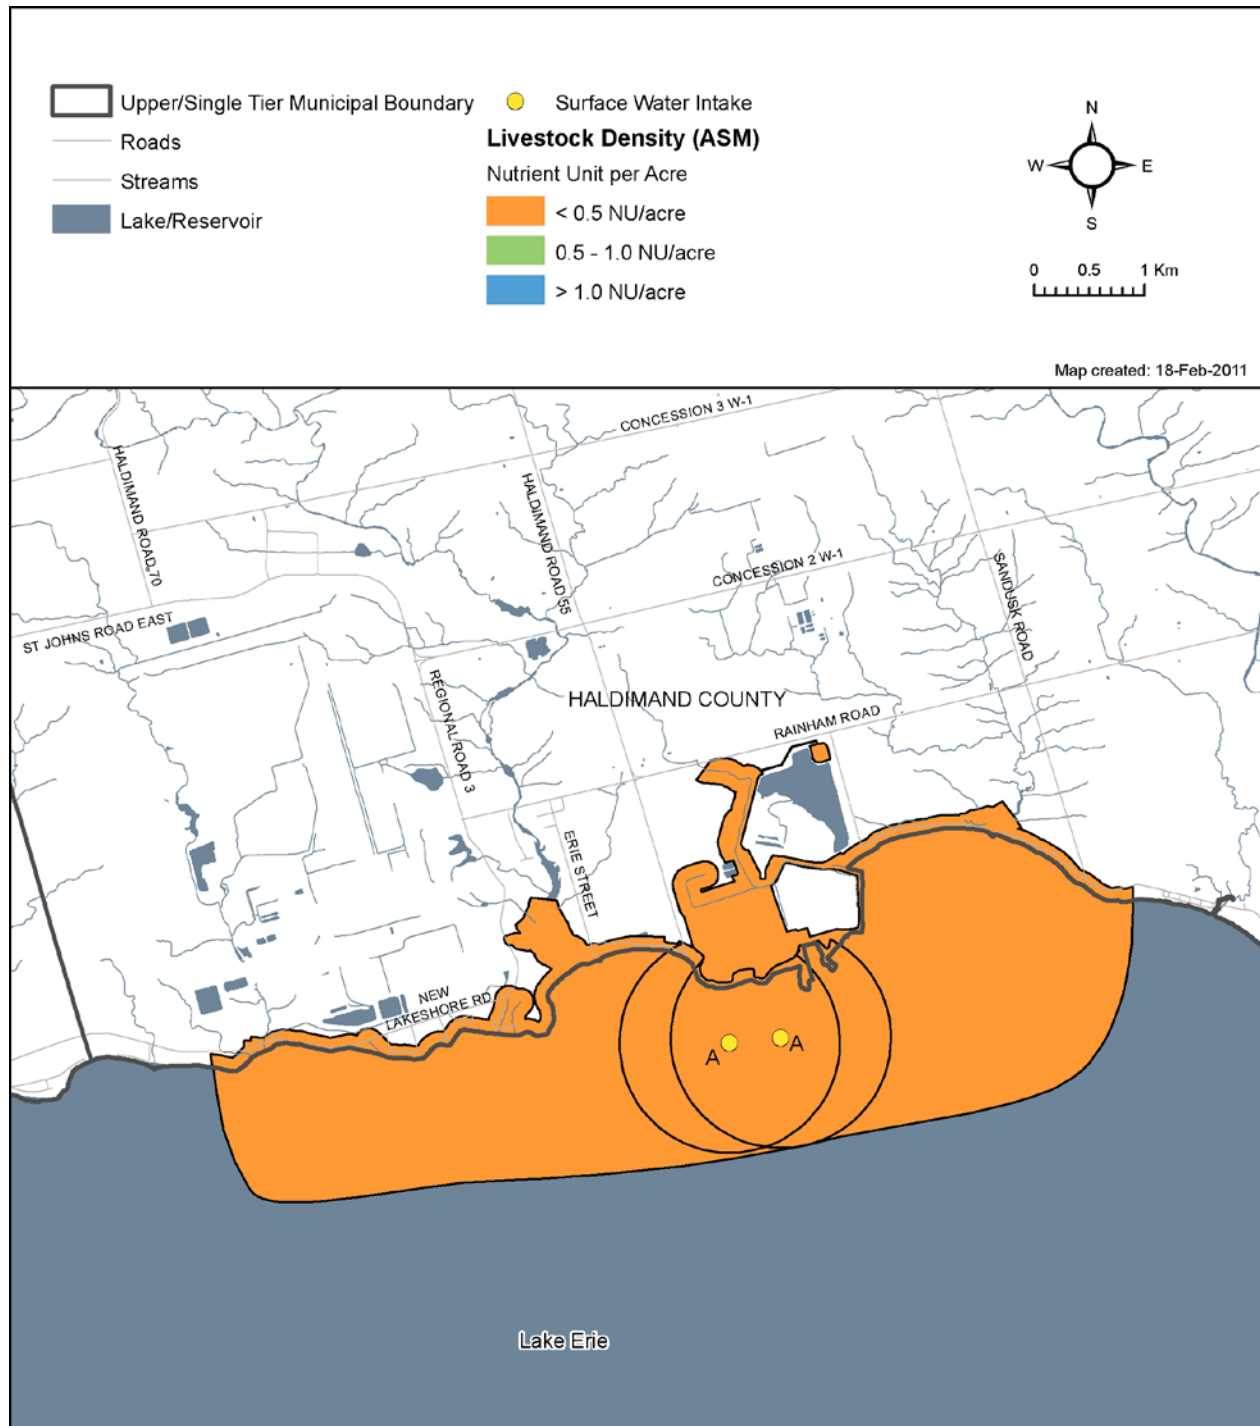 Upper/Single Tier Municipal Boundary
Roads
Streams
Lake/Reservoir
Surface Water Intake
Livestock Density (ASM)
Nutrient Unit per Acre
< 0.5 NU/acre
0.5 - 1.0 NU/acre
> 1.0 NU/acre
N
W E
S
0 0.5 1 Km
Map created: 18-Feb-2011
CONCESSION 3 W-1
HALDIMAND ROAD 70
HALDIMAND ROAD 55
CONCESSION 2 W-1
SANDUSK ROAD
ST JOHNS ROAD EAST
REGIONAL ROAD 3
HALDIMAND COUNTY
RAINHAM ROAD
ERIE STREET
NEW
LAKESHORE RD
A
A
Lake Erie